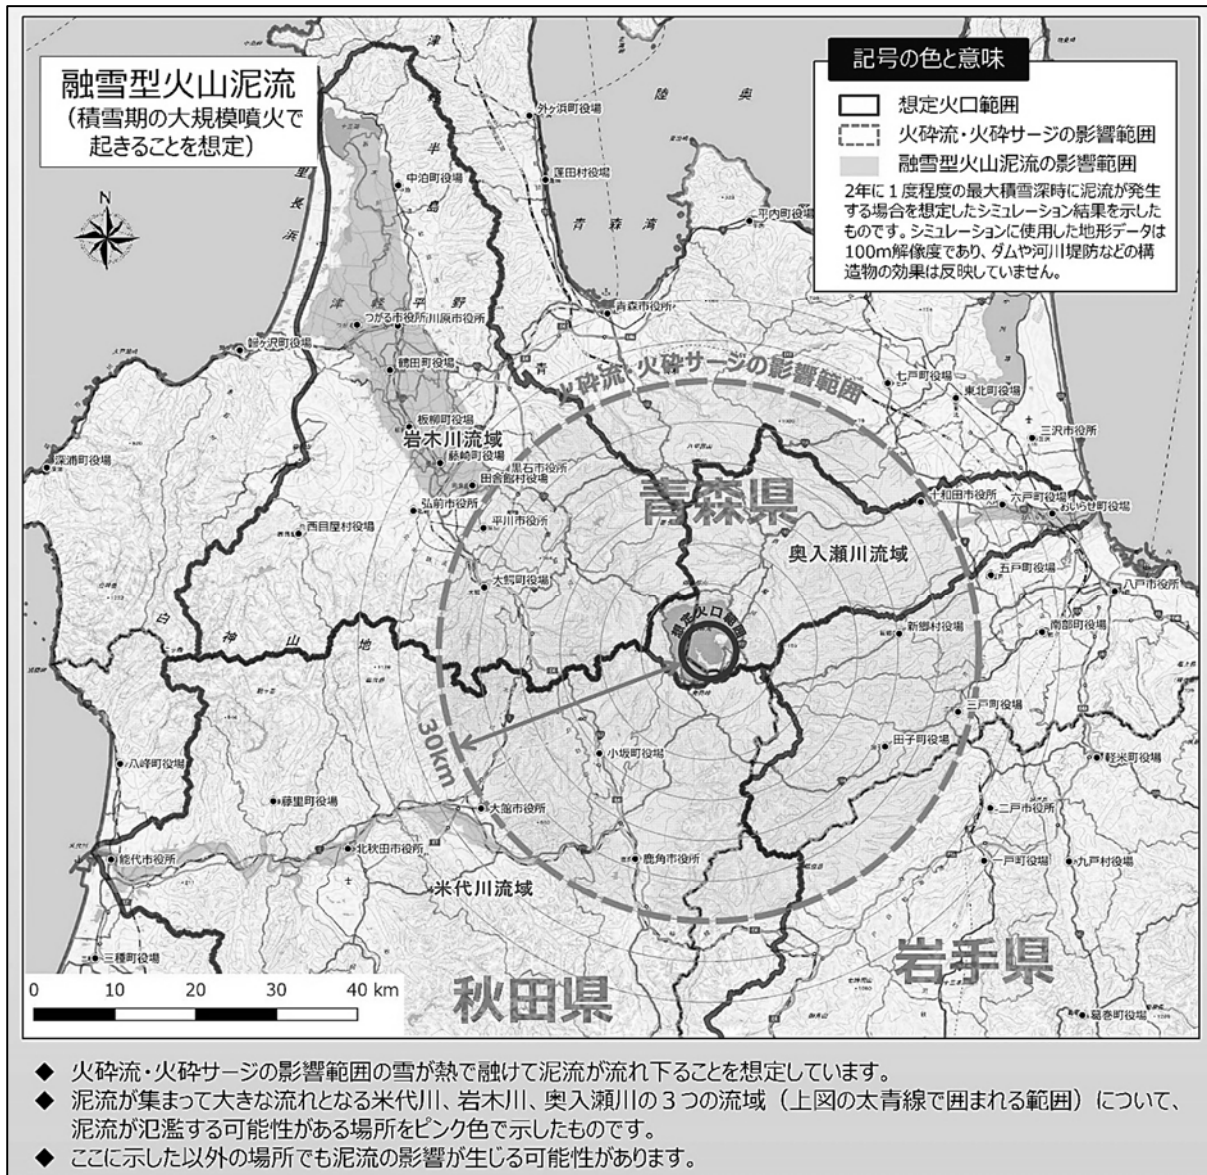 融雪型火山泥流
（積雪期の大規模噴火で
起きることを想定）
記号の色と意味
想定火口範囲
火砕流・火砕サージの影響範囲
融雪型火山泥流の影響範囲
2年に１度程度の最大積雪深時に泥流が発生
する場合を想定したシミュレーション結果を示した
ものです。シミュレーションに使用した地形データは
100m解像度であり、ダムや河川堤防などの構
造物の効果は反映していません。
N
津
軽
半
島
陸
奥
外ヶ浜町役場
蓬田村役場
中泊町役場
七里長浜
青森湾
平内町役場
青森市役所
津軽平野
つがる市役所
川原市役所
鰺ヶ沢町役場
鶴田町役場
火砕流・火砕サージの影響範囲
七戸町役場
東北町役場
板柳町役場
三沢市役所
岩木川流域
藤崎町役場
深浦町役場
黒石市役所
田舎館村役場
青森県
十和田市役所
六戸町役場
おいらせ町役場
弘前市役所
平川市役所
西目屋村役場
奥入瀬川流域
五戸町役場
八戸市役所
大鰐町役場
想定火口範囲
新郷村役場
南部町役場
白神山地
三戸町役場
30km
小坂町役場
田子町役場
軽米町役場
八峰町役場
藤里町役場
大館市役所
二戸市役所
能代市役所
北秋田市役所
鹿角市役所
一戸町役場
九戸村役場
米代川流域
三種町役場
秋田県
岩手県
葛巻町役場
0 10 20 30 40 km
◆ 火砕流・火砕サージの影響範囲の雪が熱で融けて泥流が流れ下ることを想定しています。
◆ 泥流が集まって大きな流れとなる米代川、岩木川、奥入瀬川の３つの流域（上図の太青線で囲まれる範囲）について、
泥流が氾濫する可能性がある場所をピンク色で示したものです。
◆ ここに示した以外の場所でも泥流の影響が生じる可能性があります。